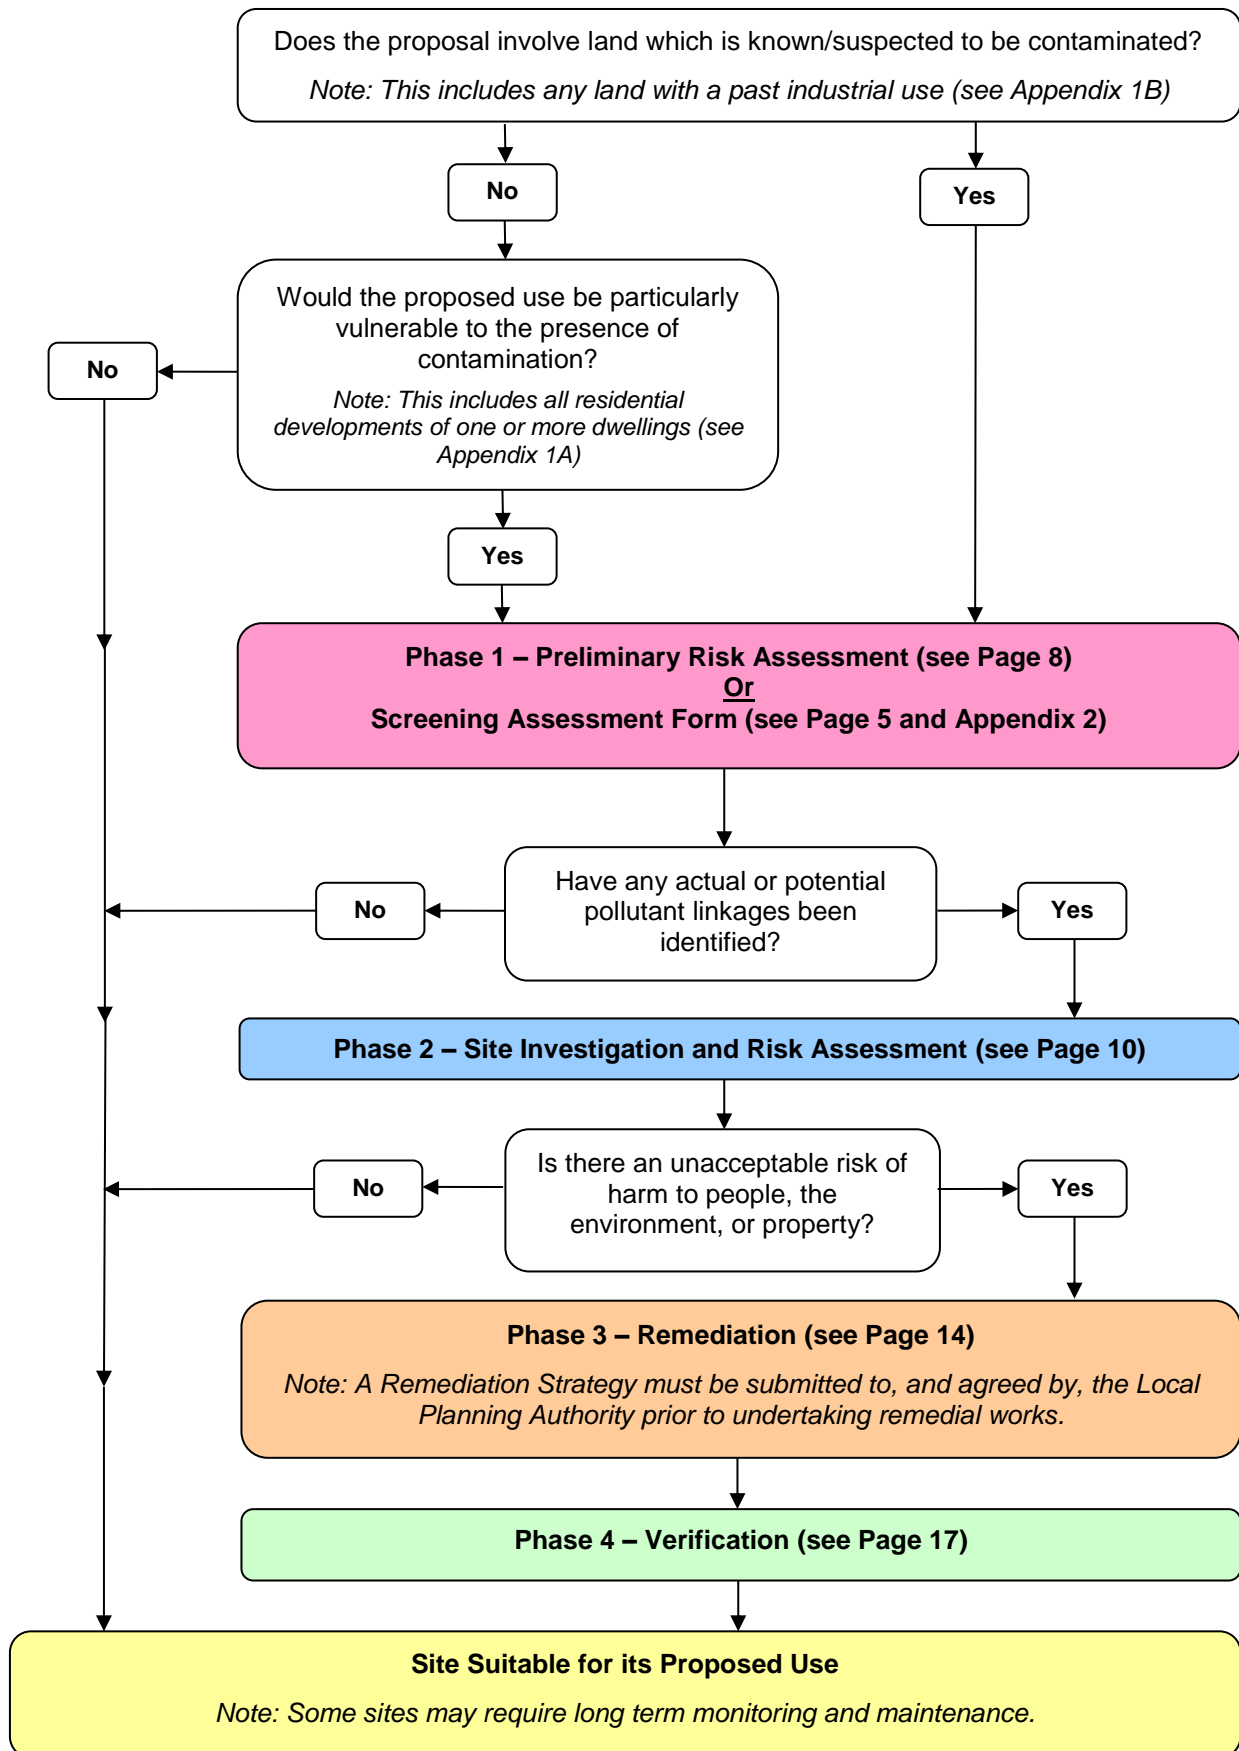 Does the proposal involve land which is known/suspected to be contaminated?
Note: This includes any land with a past industrial use (see Appendix 1B)
No
Yes
Would the proposed use be particularly
vulnerable to the presence of
contamination?
Note: This includes all residential
developments of one or more dwellings (see
Appendix 1A)
No
Yes
Phase 1 – Preliminary Risk Assessment (see Page 8)
Or
Screening Assessment Form (see Page 5 and Appendix 2)
Have any actual or potential
pollutant linkages been
identified?
No
Yes
Phase 2 – Site Investigation and Risk Assessment (see Page 10)
Is there an unacceptable risk of
harm to people, the
environment, or property?
No
Yes
Phase 3 – Remediation (see Page 14)
Note: A Remediation Strategy must be submitted to, and agreed by, the Local
Planning Authority prior to undertaking remedial works.
Phase 4 – Verification (see Page 17)
Site Suitable for its Proposed Use
Note: Some sites may require long term monitoring and maintenance.